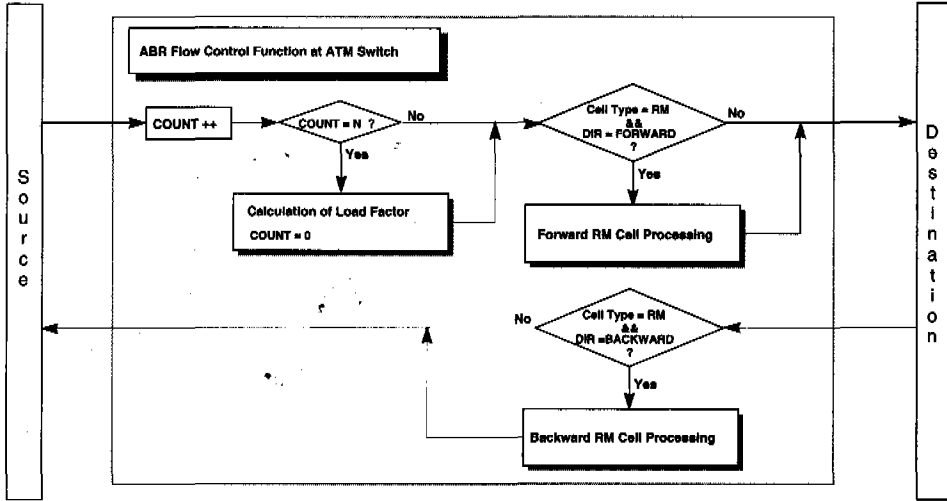 ABR Flow Control Function at ATM Switch
Source
COUNT ++
COUNT = N ?
No
Yes
Calculation of Load Factor
COUNT = 0
Cell Type = RM
&&
DIR = FORWARD
?
No
Yes
Forward RM Cell Processing
Destination
Cell Type = RM
&&
DIR =BACKWARD
?
No
Yes
Backward RM Cell Processing